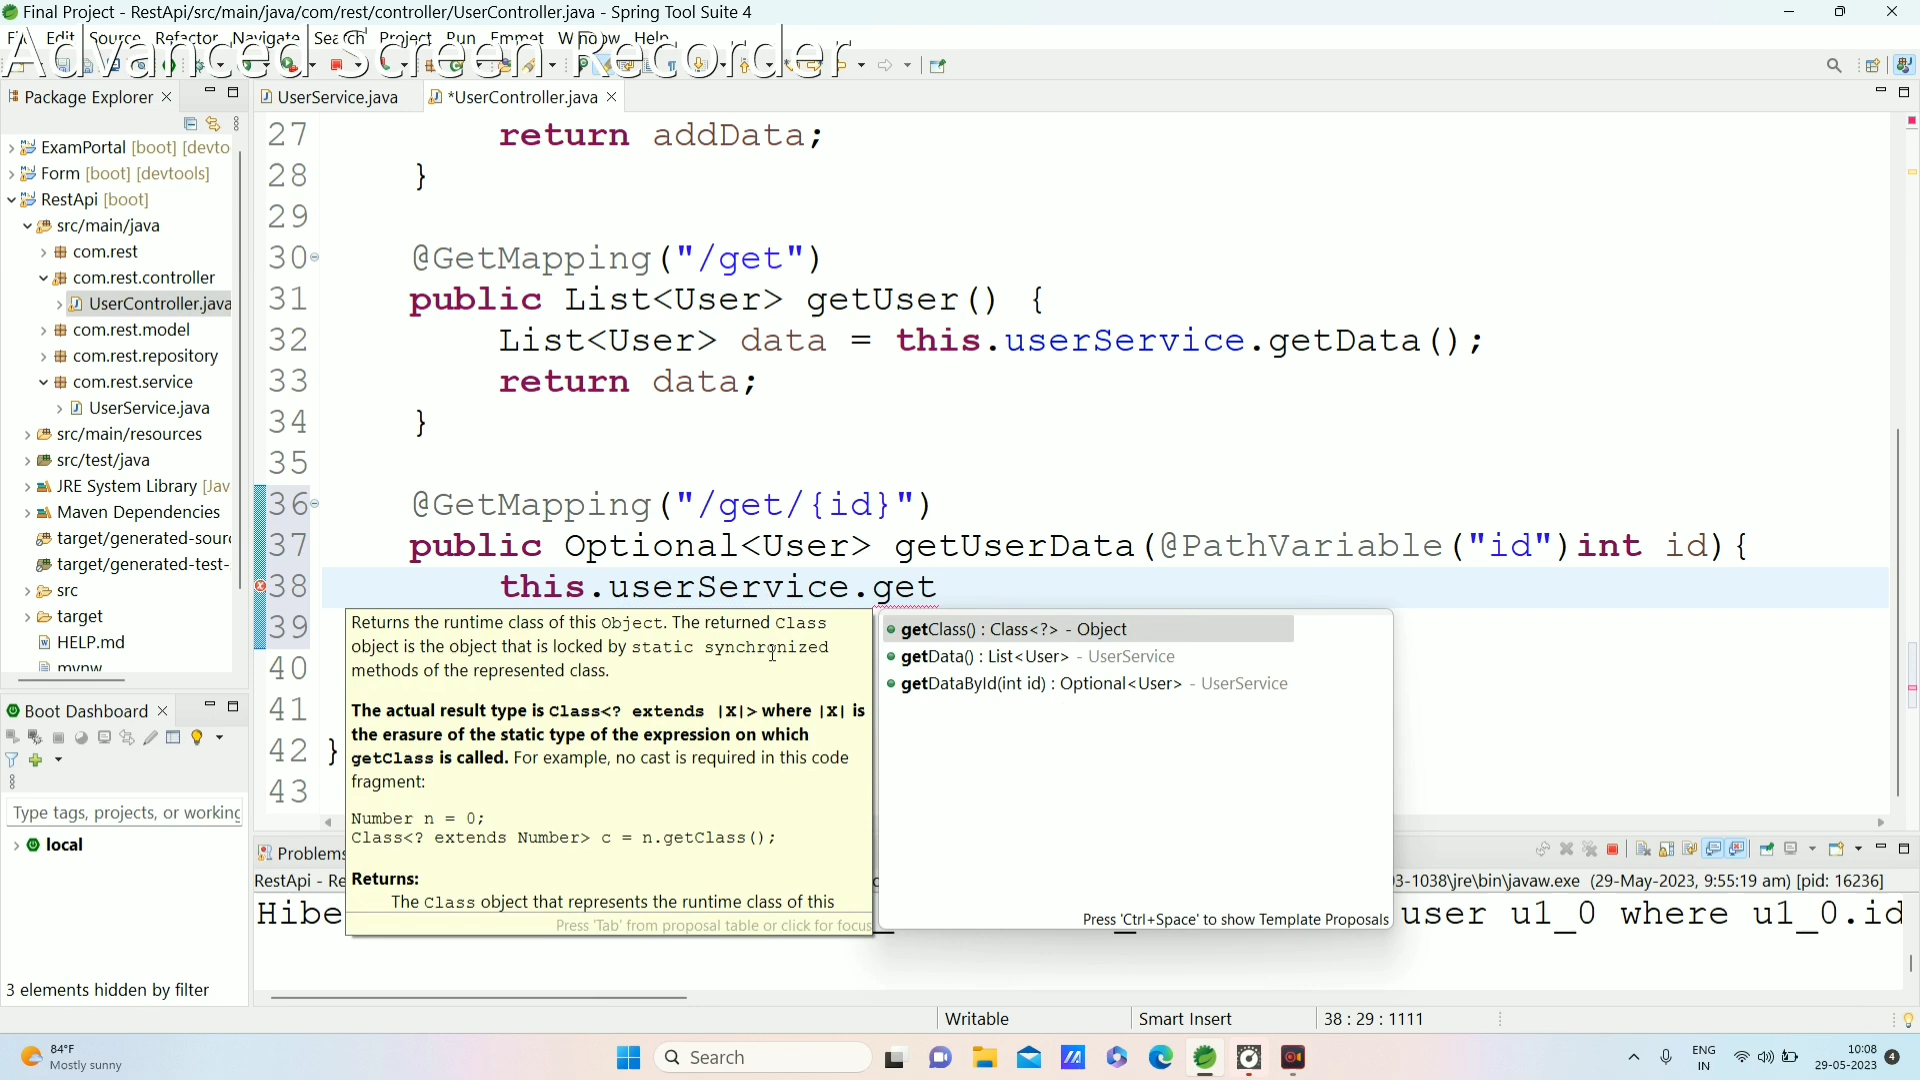 Final Project - RestApi/src/main/java/com/rest/controller/UserController.java - Spring Tool Suite 4
File Edit Source Refactor Navigate Search Project Run Emmet Window Help
Advanced Screen Recorder
Package Explorer
UserService.java
*UserController.java
ExamPortal [boot] [devto
Form [boot] [devtools]
RestApi [boot]
src/main/java
com.rest
com.rest.controller
UserController.java
com.rest.model
com.rest.repository
com.rest.service
UserService.java
src/main/resources
src/test/java
JRE System Library [Jav
Maven Dependencies
target/generated-sour
target/generated-test-
src
target
HELP.md
mvnw
27 return addData;
28 }
29
30 @GetMapping("/get")
31 public List<User> getUser() {
32 List<User> data = this.userService.getData();
33 return data;
34 }
35
36 @GetMapping("/get/{id}")
37 public Optional<User> getUserData(@PathVariable("id")int id){
38 this.userService.get
39
40
41
42 }
43
Returns the runtime class of this Object. The returned Class
object is the object that is locked by static synchronized
methods of the represented class.
The actual result type is Class<? extends |X|> where |X| is
the erasure of the static type of the expression on which
getClass is called. For example, no cast is required in this code
fragment:
Number n = 0;
Class<? extends Number> c = n.getClass();
Returns:
The Class object that represents the runtime class of this
Press 'Tab' from proposal table or click for focus
getClass() : Class<?> - Object
getData() : List<User> - UserService
getDataById(int id) : Optional<User> - UserService
Press 'Ctrl+Space' to show Template Proposals
Boot Dashboard
Type tags, projects, or working
local
3 elements hidden by filter
Problems
RestApi - Re
3-1038\jre\bin\javaw.exe (29-May-2023, 9:55:19 am) [pid: 16236]
Hibe
user u1_0 where u1_0.id
Writable
Smart Insert
38 : 29 : 1111
84°F
Mostly sunny
Search
ENG
IN
10:08
29-05-2023
4